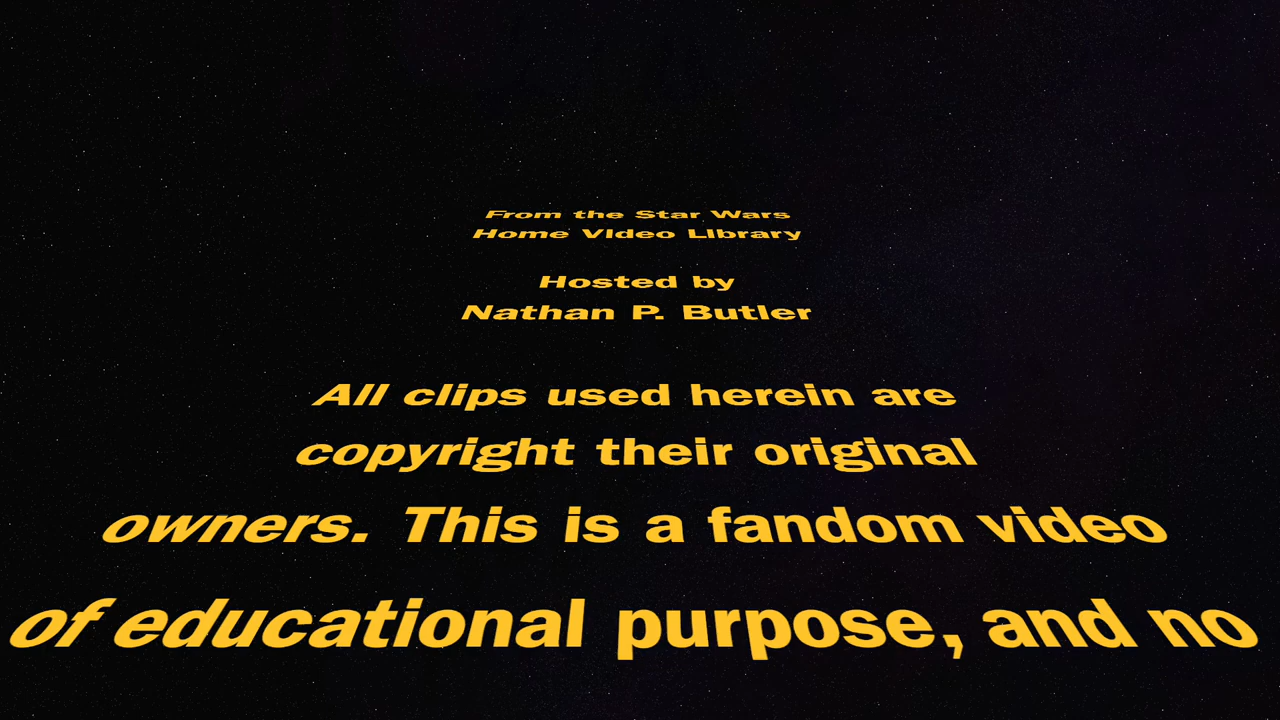 From the Star Wars
Home Video Library
Hosted by
Nathan P. Butler
All clips used herein are
copyright their original
owners. This is a fandom video
of educational purpose, and no